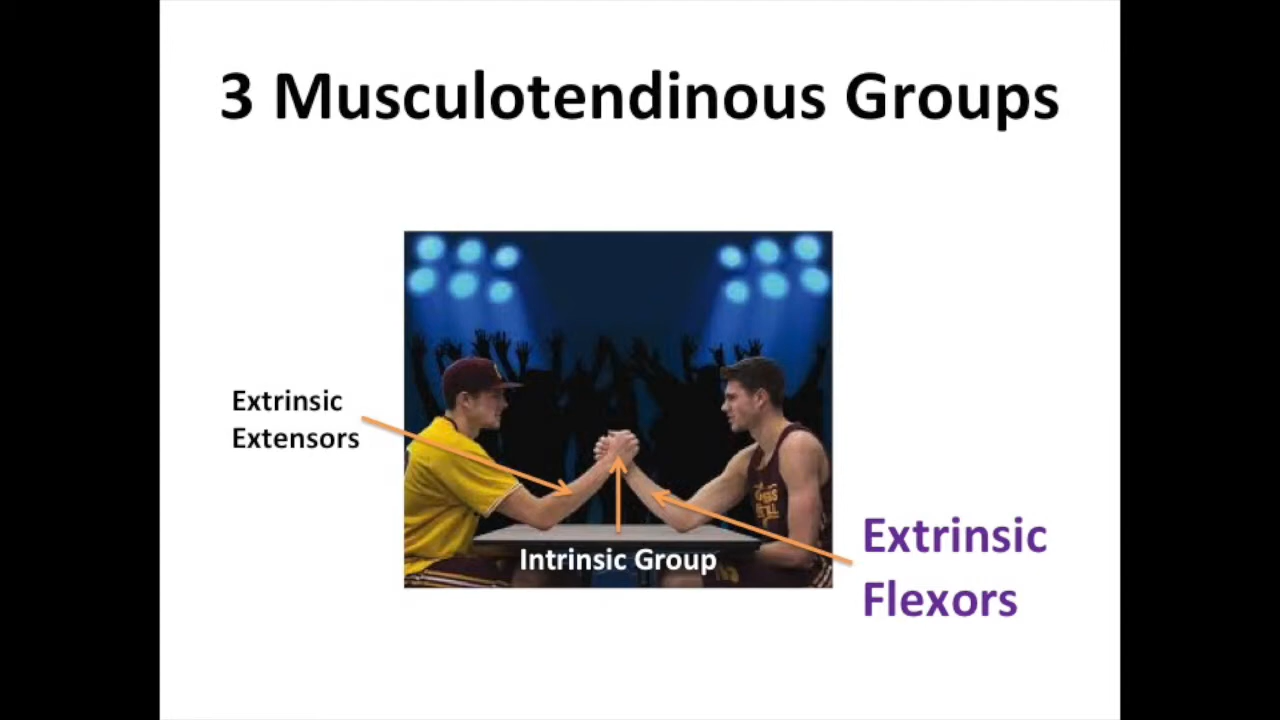 3 Musculotendinous Groups
Extrinsic
Extensors
Intrinsic Group
Extrinsic
Flexors